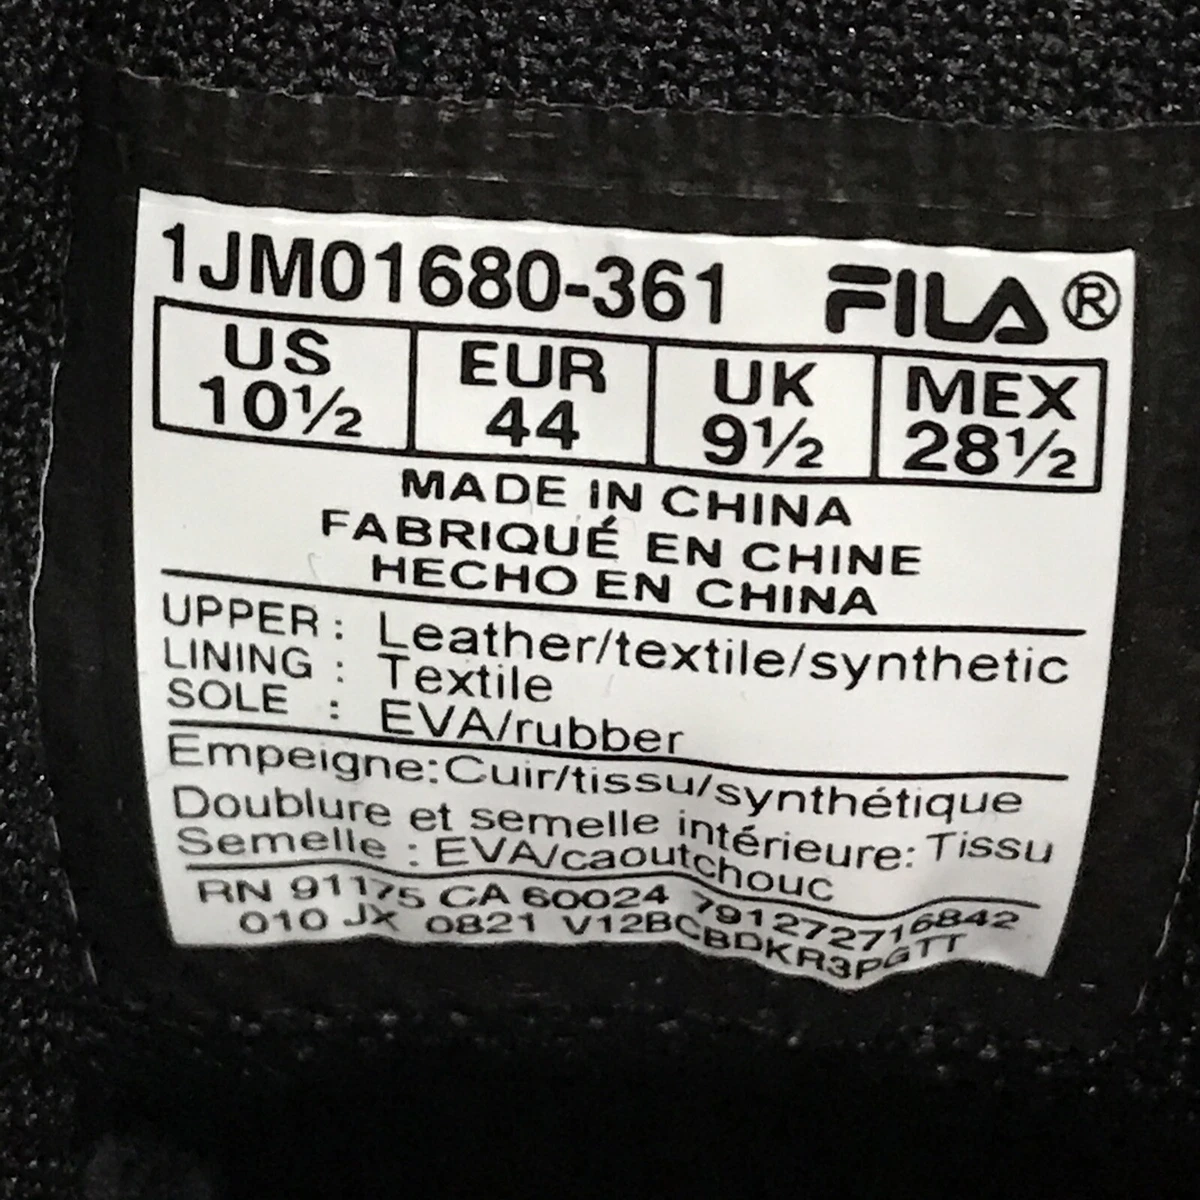 1JM01680-361 FILA®
US EUR UK MEX
10½ 44 9½ 28½
MADE IN CHINA
FABRIQUÉ EN CHINE
HECHO EN CHINA
UPPER : Leather/textile/synthetic
LINING : Textile
SOLE : EVA/rubber
Empeigne:Cuir/tissu/synthétique
Doublure et semelle intérieure: Tissu
Semelle : EVA/caoutchouc
RN 91175 CA 60024 791272716842
010 JX 0821 V12BCBDKR3PGTT